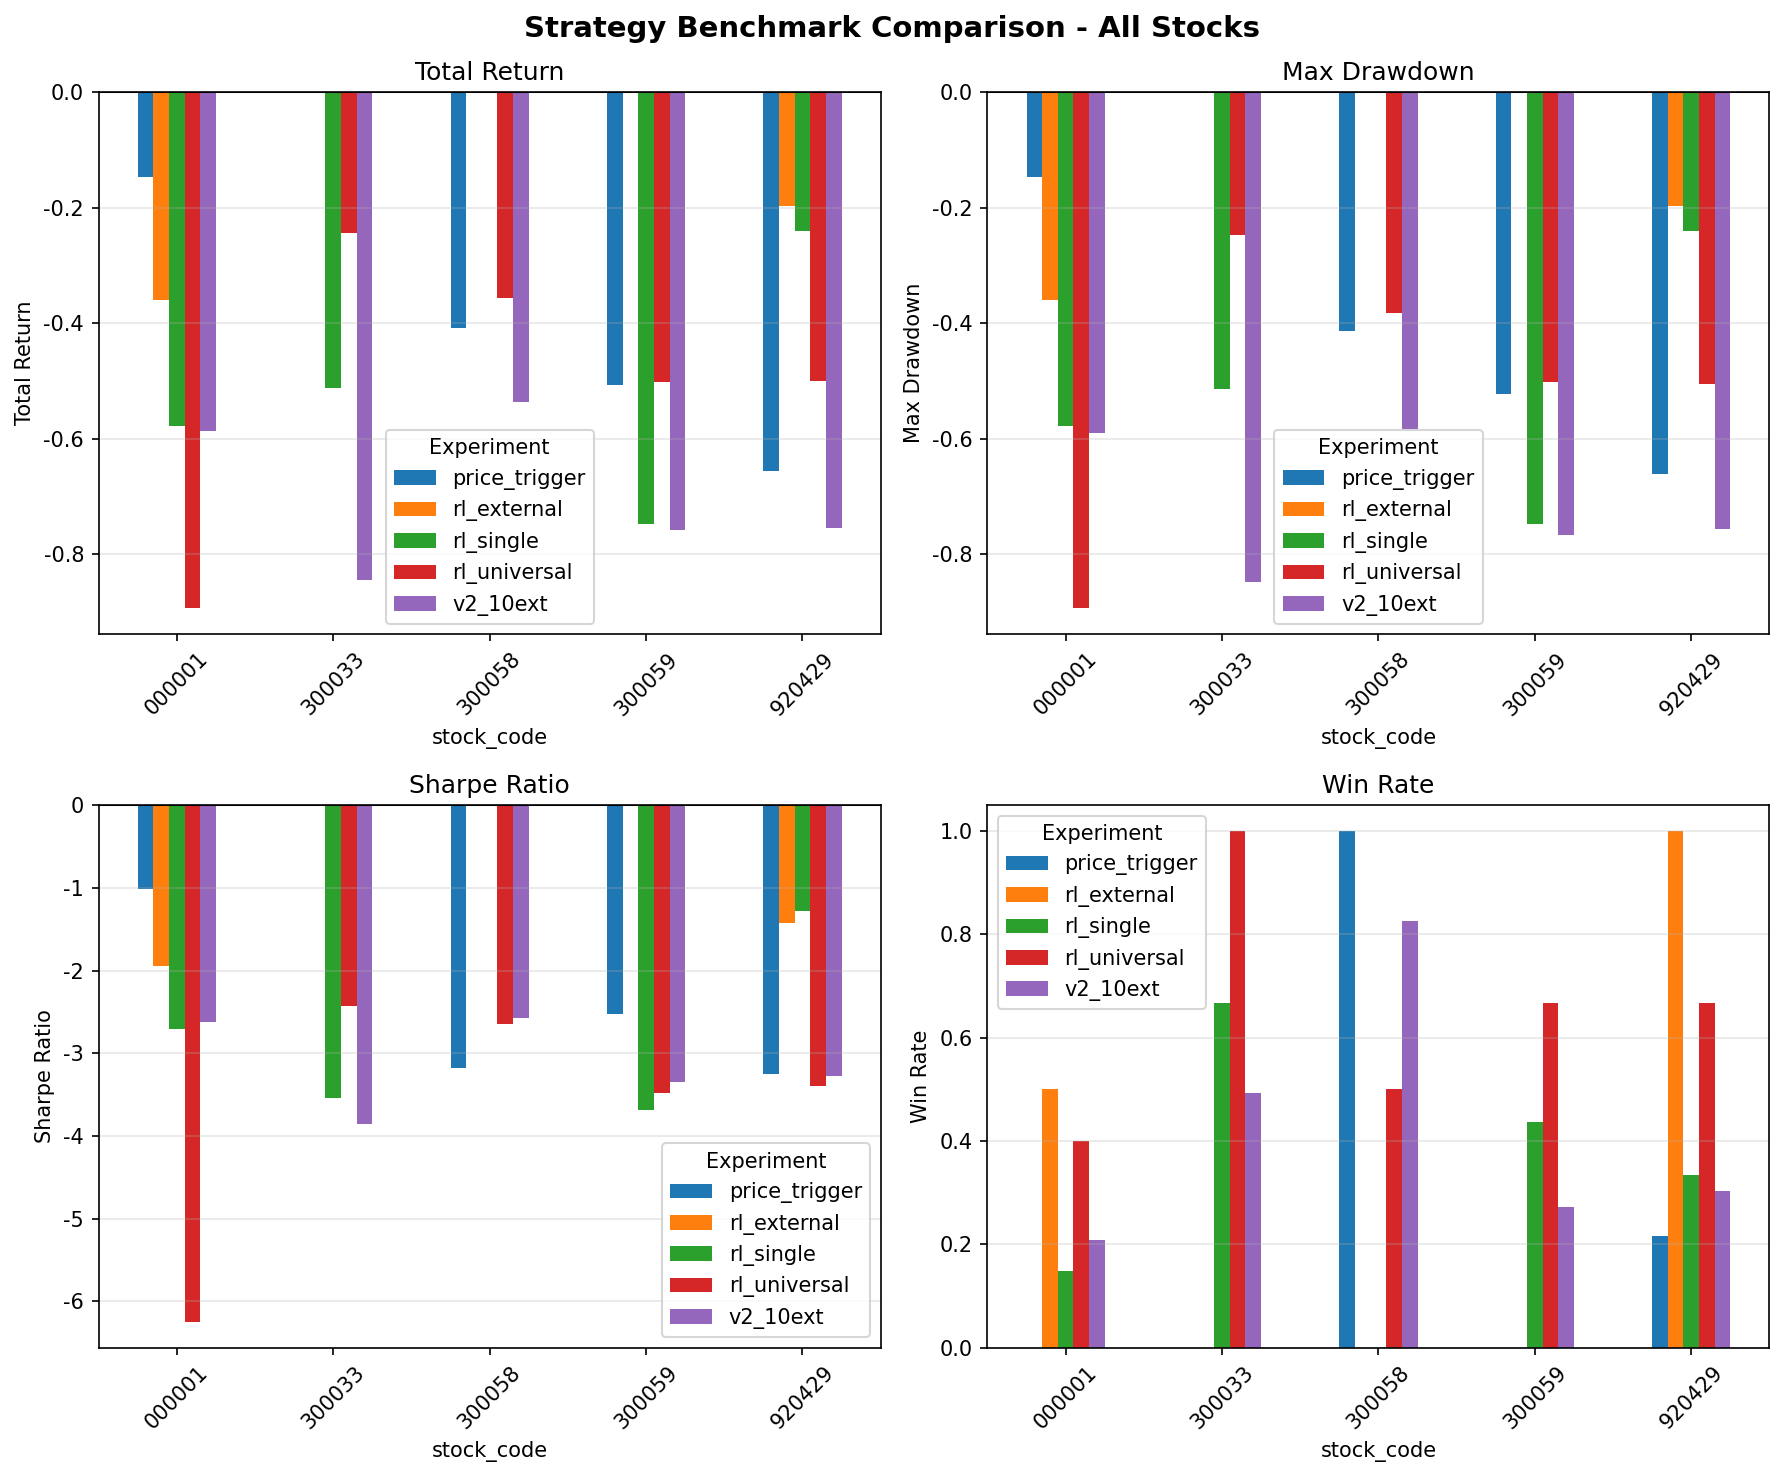 Strategy Benchmark Comparison - All Stocks
Total Return
0.0
-0.2
-0.4
-0.6
-0.8
Total Return
Experiment
price_trigger
rl_external
rl_single
rl_universal
v2_10ext
000001
300033
300058
300059
920429
stock_code
Max Drawdown
0.0
-0.2
-0.4
-0.6
-0.8
Max Drawdown
Experiment
price_trigger
rl_external
rl_single
rl_universal
v2_10ext
000001
300033
300058
300059
920429
stock_code
Sharpe Ratio
0
-1
-2
-3
-4
-5
-6
Sharpe Ratio
Experiment
price_trigger
rl_external
rl_single
rl_universal
v2_10ext
000001
300033
300058
300059
920429
stock_code
Win Rate
1.0
0.8
0.6
0.4
0.2
0.0
Win Rate
Experiment
price_trigger
rl_external
rl_single
rl_universal
v2_10ext
000001
300033
300058
300059
920429
stock_code